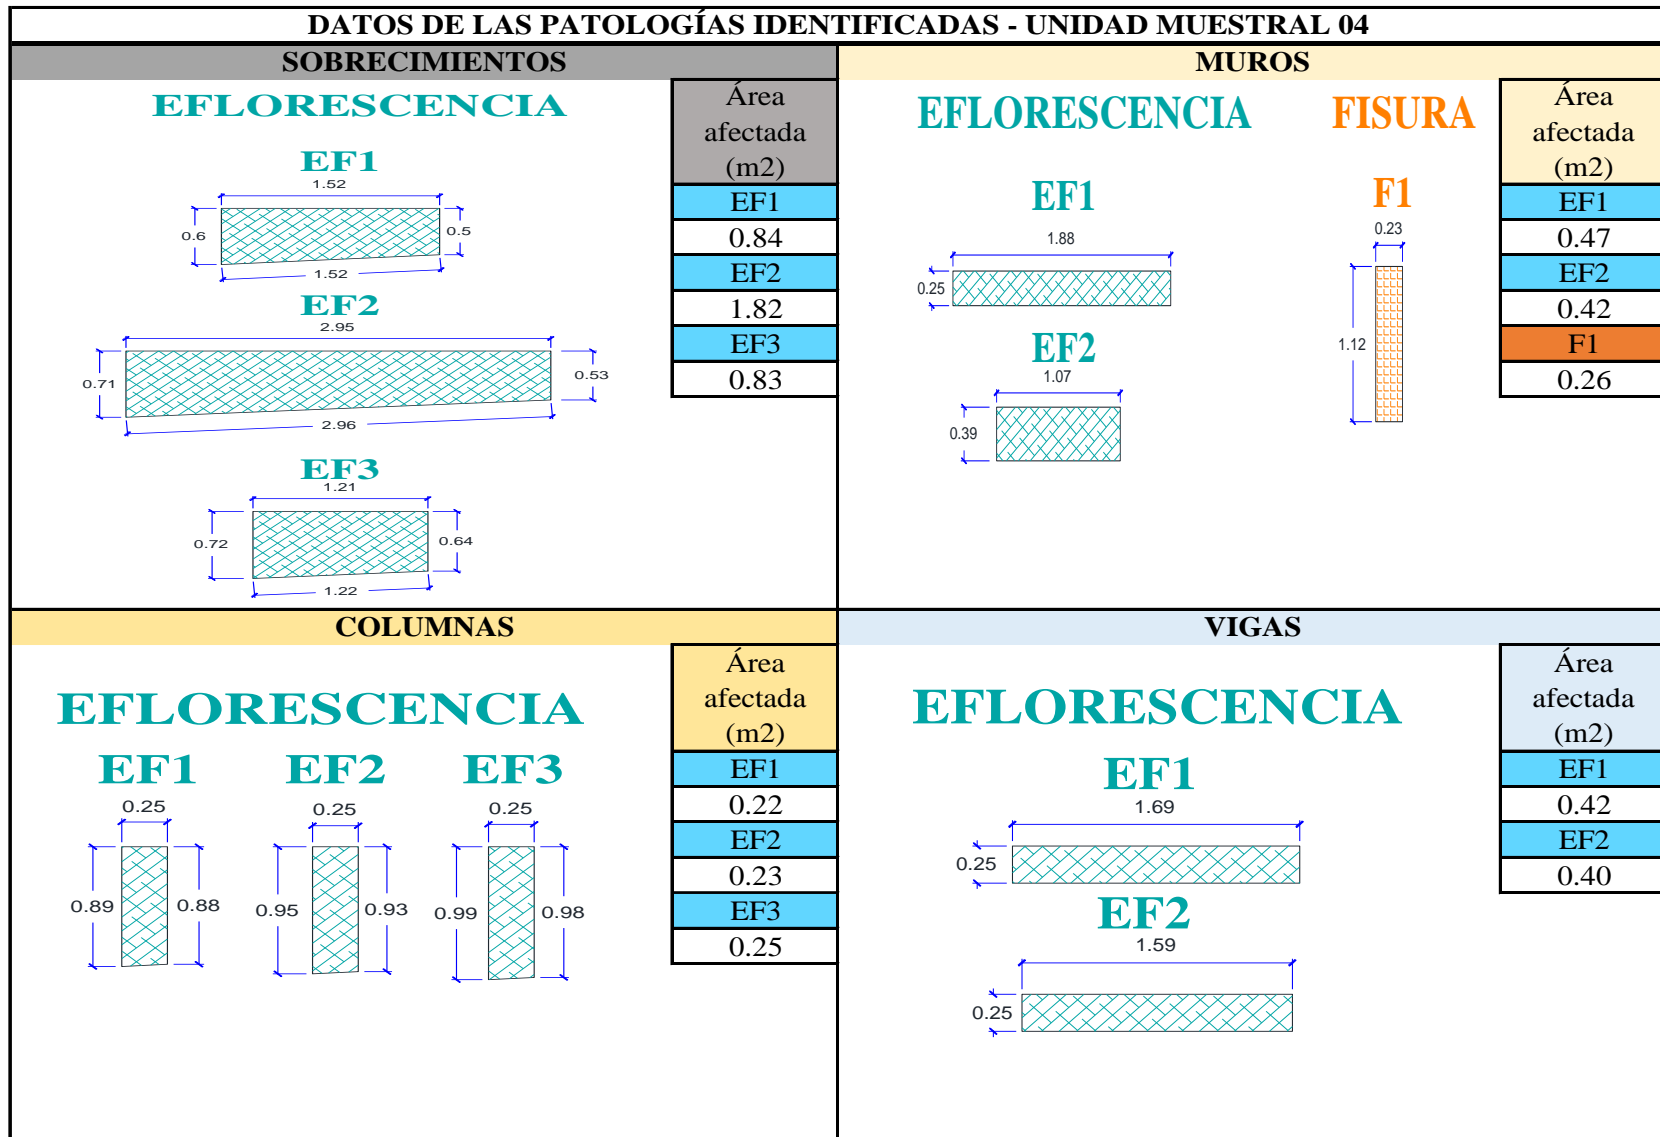 DATOS DE LAS PATOLOGÍAS IDENTIFICADAS - UNIDAD MUESTRAL 04
SOBRECIMIENTOS
EFLORESCENCIA
EF1
1.52
0.6
0.5
1.52
EF2
2.95
0.71
0.53
2.96
EF3
1.21
0.72
0.64
1.22
Área
afectada
(m2)
EF1
0.84
EF2
1.82
EF3
0.83
MUROS
EFLORESCENCIA
FISURA
EF1
1.88
0.25
EF2
1.07
0.39
F1
0.23
1.12
Área
afectada
(m2)
EF1
0.47
EF2
0.42
F1
0.26
COLUMNAS
EFLORESCENCIA
EF1
EF2
EF3
0.25
0.25
0.25
0.89
0.88
0.95
0.93
0.99
0.98
Área
afectada
(m2)
EF1
0.22
EF2
0.23
EF3
0.25
VIGAS
EFLORESCENCIA
EF1
1.69
0.25
EF2
1.59
0.25
Área
afectada
(m2)
EF1
0.42
EF2
0.40